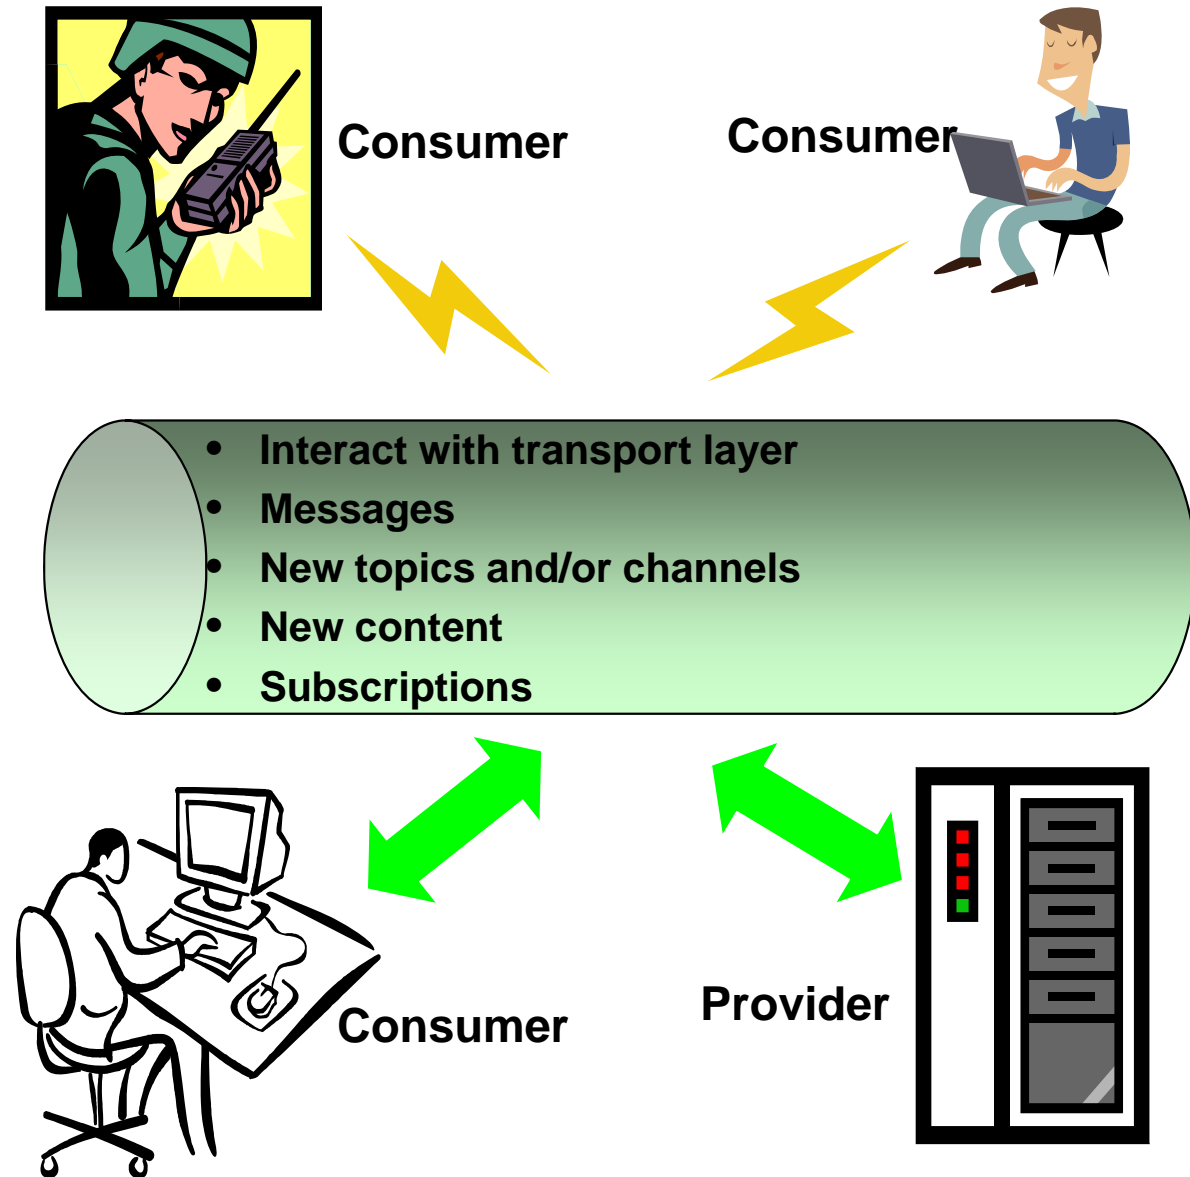 Consumer
Consumer
• Interact with transport layer
• Messages
• New topics and/or channels
• New content
• Subscriptions
Provider
Consumer